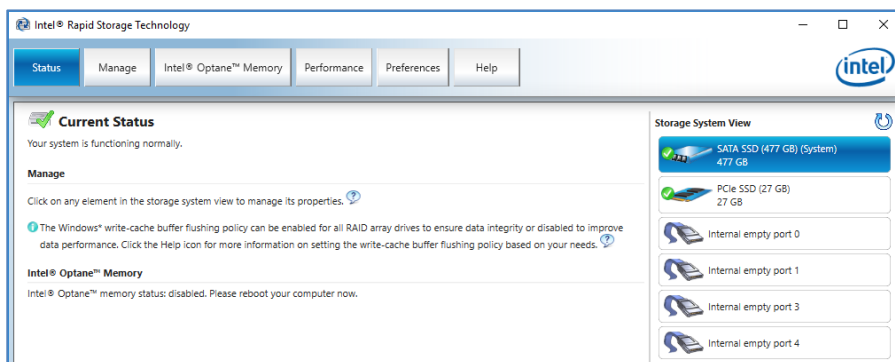 Intel® Rapid Storage Technology
Status
Manage
Intel® Optane™ Memory
Performance
Preferences
Help
intel
Current Status
Your system is functioning normally.
Manage
Click on any element in the storage system view to manage its properties.
The Windows* write-cache buffer flushing policy can be enabled for all RAID array drives to ensure data integrity or disabled to improve
data performance. Click the Help icon for more information on setting the write-cache buffer flushing policy based on your needs.
Intel® Optane™ Memory
Intel® Optane™ memory status: disabled. Please reboot your computer now.
Storage System View
SATA SSD (477 GB) (System)
477 GB
PCIe SSD (27 GB)
27 GB
Internal empty port 0
Internal empty port 1
Internal empty port 3
Internal empty port 4